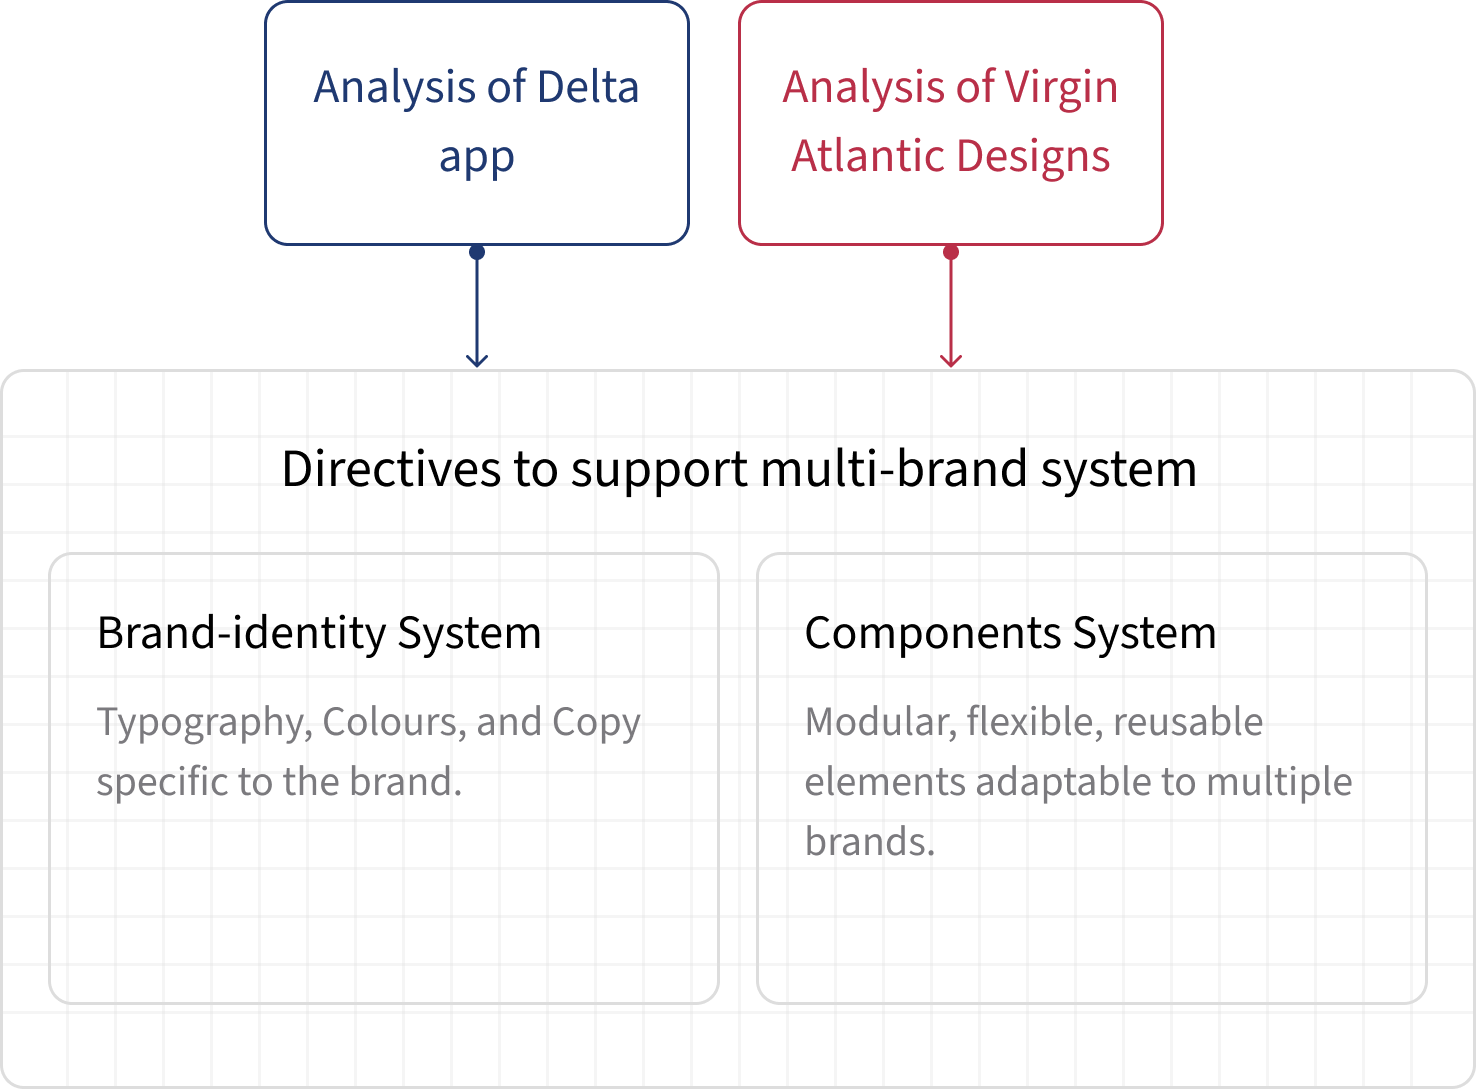 Analysis of Delta
app
Analysis of Virgin
Atlantic Designs
Directives to support multi-brand system
Brand-identity System
Typography, Colours, and Copy
specific to the brand.
Components System
Modular, flexible, reusable
elements adaptable to multiple
brands.